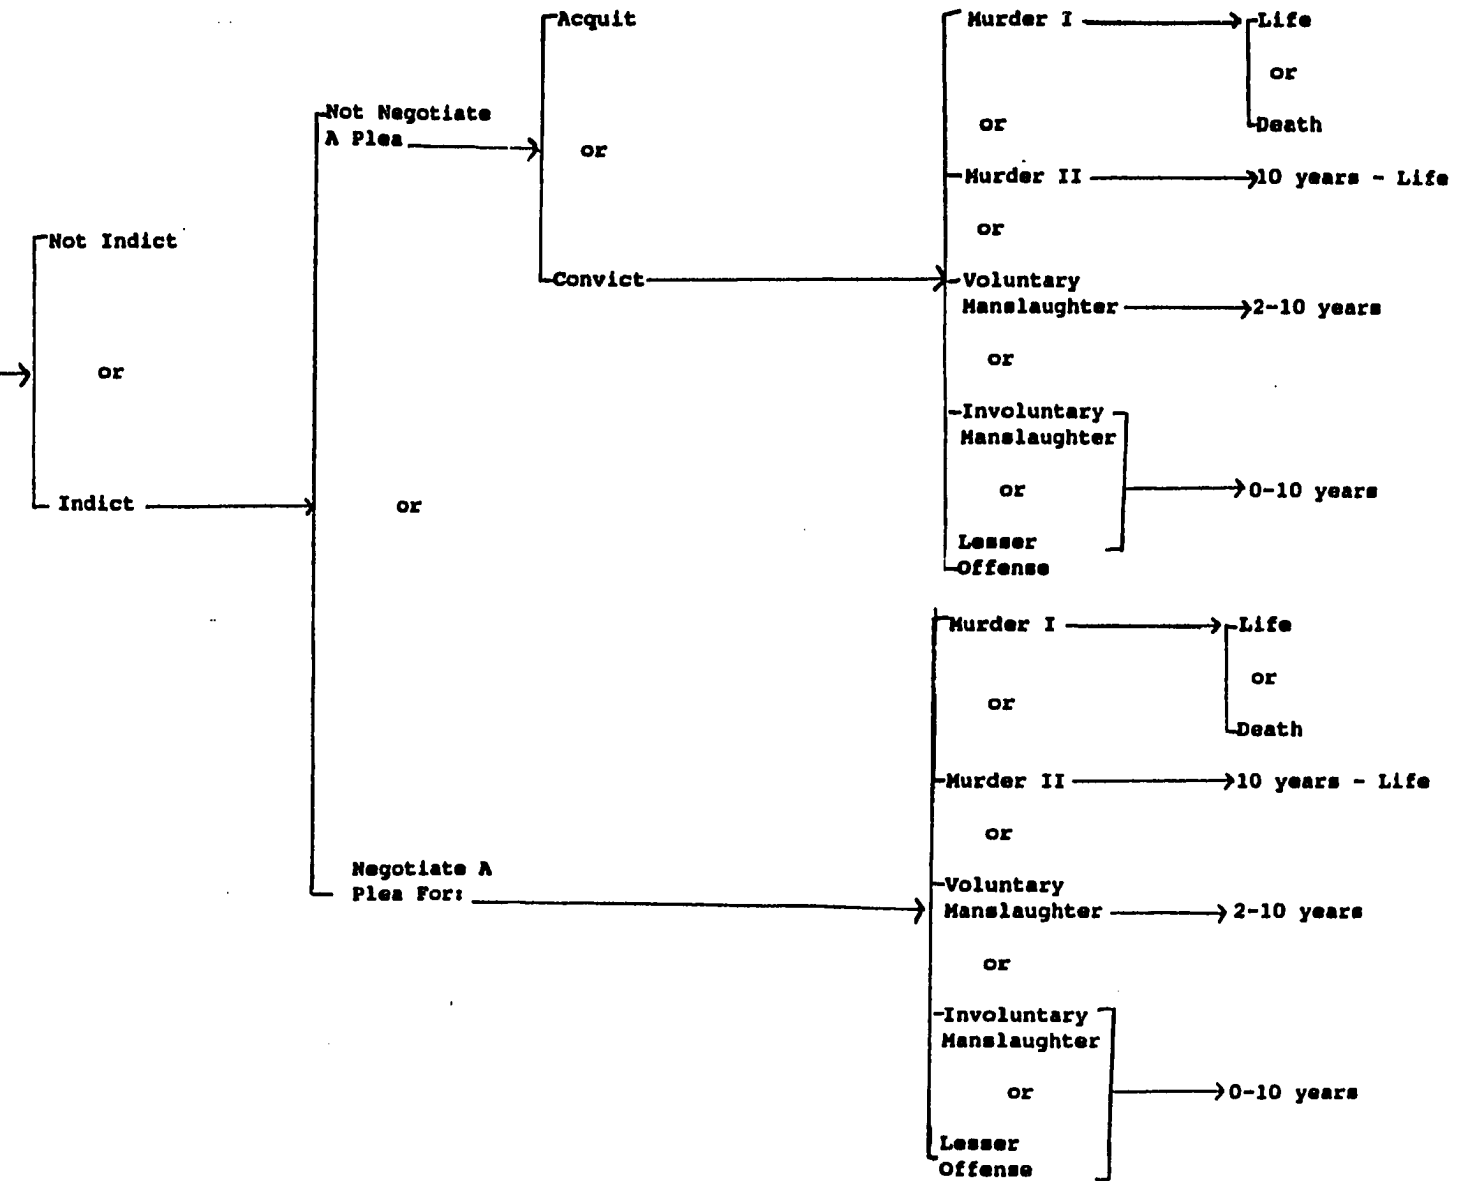 Not Indict
or
Indict
Not Negotiate
A Plea
or
Negotiate A
Plea For:
Acquit
or
Convict
Murder I
or
Murder II
or
Voluntary
Manslaughter
or
Involuntary
Manslaughter
or
Lesser
Offense
Life
or
Death
10 years - Life
2-10 years
0-10 years
Murder I
or
Murder II
or
Voluntary
Manslaughter
or
Involuntary
Manslaughter
or
Lesser
Offense
Life
or
Death
10 years - Life
2-10 years
0-10 years